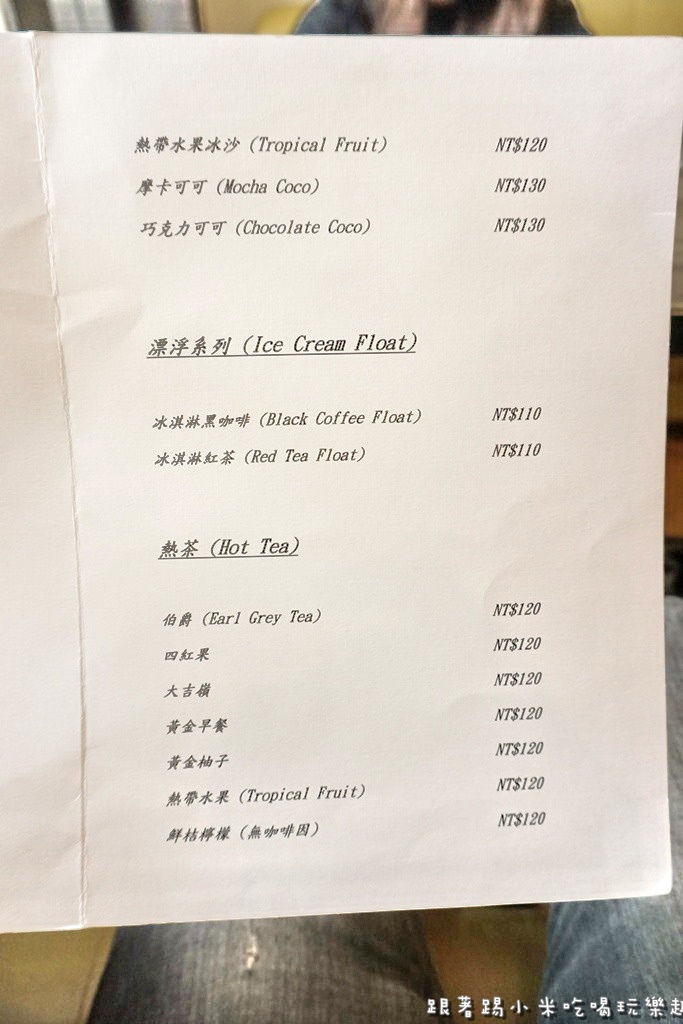 熱帶水果冰沙 (Tropical Fruit) NT$120
摩卡可可 (Mocha Coco) NT$130
巧克力可可 (Chocolate Coco) NT$130
漂浮系列 (Ice Cream Float)
冰淇淋黑咖啡 (Black Coffee Float) NT$110
冰淇淋紅茶 (Red Tea Float) NT$110
熱茶 (Hot Tea)
伯爵 (Earl Grey Tea) NT$120
四紅果 NT$120
大吉嶺 NT$120
黃金早餐 NT$120
黃金柚子 NT$120
熱帶水果 (Tropical Fruit) NT$120
鮮桔檸檬 (無咖啡因) NT$120
跟著踢小米吃喝玩樂趣